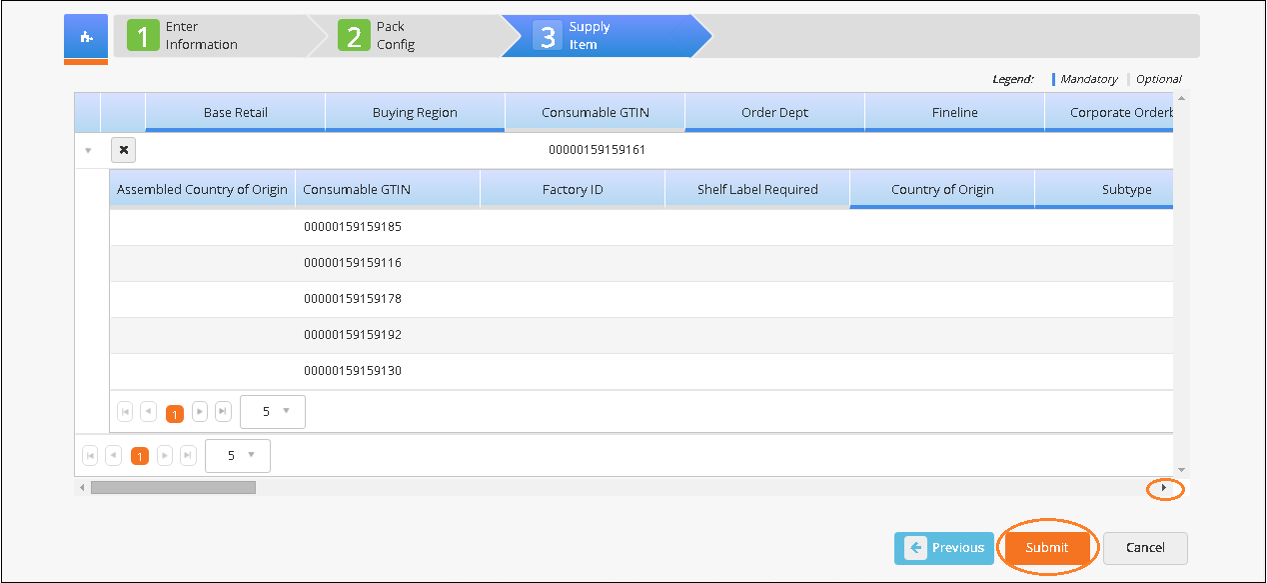 1 Enter Information
2 Pack Config
3 Supply Item
Legend: Mandatory Optional
Base Retail Buying Region Consumable GTIN Order Dept Fineline Corporate Orderb
00000159159161
Assembled Country of Origin Consumable GTIN Factory ID Shelf Label Required Country of Origin Subtype
00000159159185
00000159159116
00000159159178
00000159159192
00000159159130
1 5
1 5
Previous Submit Cancel